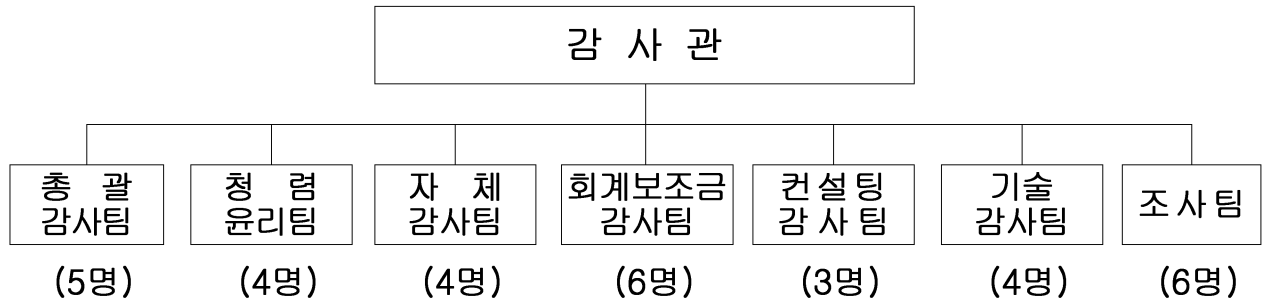 감 사 관
총 괄
감사팀
청 렴
윤리팀
자 체
감사팀
회계보조금
감사팀
컨설팅
감 사 팀
기술
감사팀
조사팀
(5명) (4명) (4명) (6명) (3명) (4명) (6명)